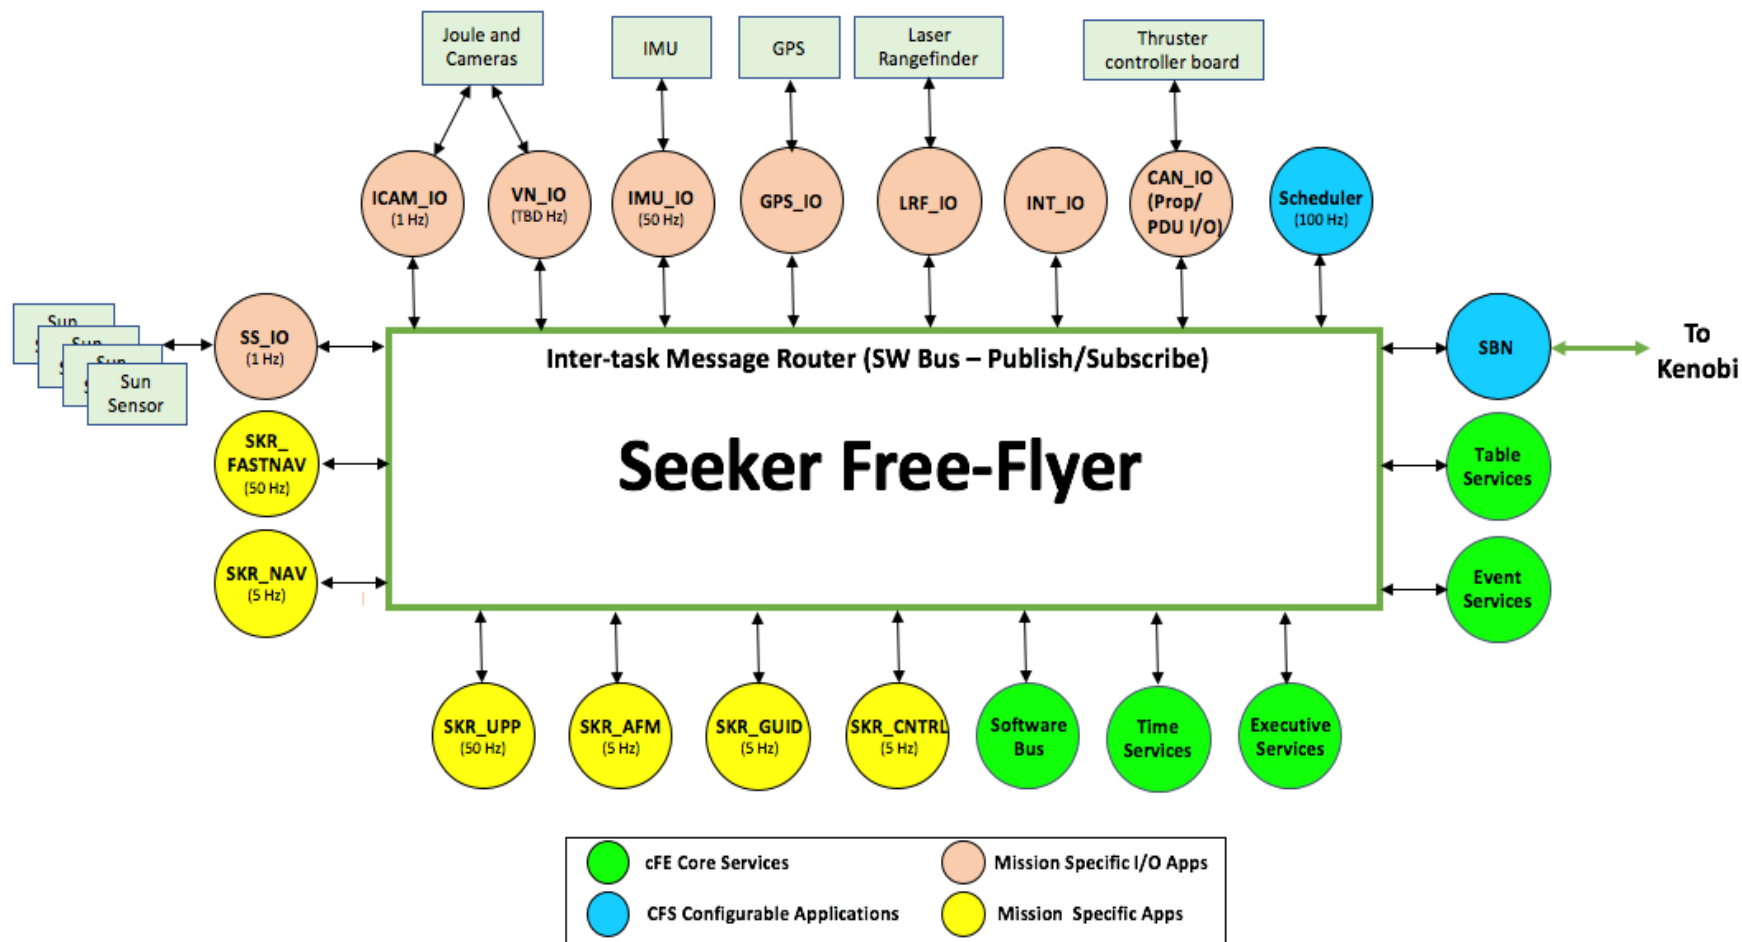 Joule and
Cameras
IMU
GPS
Laser
Rangefinder
Thruster
controller board
ICAM_IO
(1 Hz)
VN_IO
(TBD Hz)
IMU_IO
(50 Hz)
GPS_IO
LRF_IO
INT_IO
CAN_IO
(Prop/
PDU I/O)
Scheduler
(100 Hz)
Sun
Sun
Sun
Sun
Sensor
SS_IO
(1 Hz)
Inter-task Message Router (SW Bus – Publish/Subscribe)
SBN
To
Kenobi
SKR_
FASTNAV
(50 Hz)
Seeker Free-Flyer
Table
Services
SKR_NAV
(5 Hz)
Event
Services
SKR_UPP
(50 Hz)
SKR_AFM
(5 Hz)
SKR_GUID
(5 Hz)
SKR_CNTRL
(5 Hz)
Software
Bus
Time
Services
Executive
Services
cFE Core Services
Mission Specific I/O Apps
CFS Configurable Applications
Mission Specific Apps